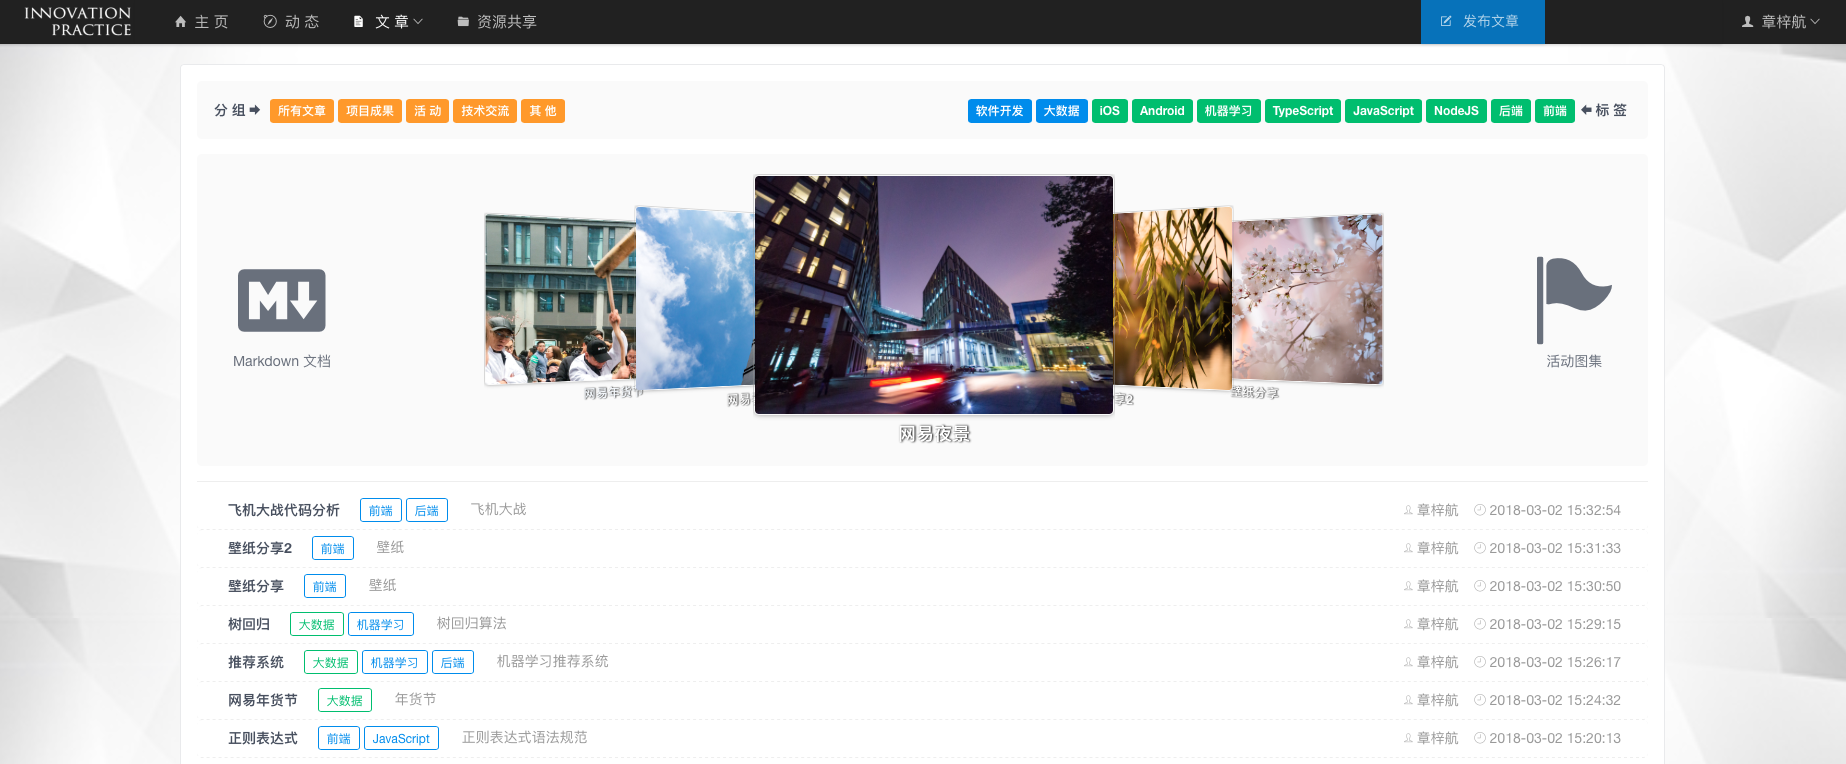 INNOVATION
PRACTICE
主 页
动 态
文 章
资源共享
发布文章
章梓航
分 组
所有文章
项目成果
活 动
技术交流
其 他
软件开发
大数据
iOS
Android
机器学习
TypeScript
JavaScript
NodeJS
后端
前端
标 签
Markdown 文档
网易年货节
网易
享2
壁纸分享
网易夜景
活动图集
飞机大战代码分析 前端 后端 飞机大战 章梓航 2018-03-02 15:32:54
壁纸分享2 前端 壁纸 章梓航 2018-03-02 15:31:33
壁纸分享 前端 壁纸 章梓航 2018-03-02 15:30:50
树回归 大数据 机器学习 树回归算法 章梓航 2018-03-02 15:29:15
推荐系统 大数据 机器学习 后端 机器学习推荐系统 章梓航 2018-03-02 15:26:17
网易年货节 大数据 年货节 章梓航 2018-03-02 15:24:32
正则表达式 前端 JavaScript 正则表达式语法规范 章梓航 2018-03-02 15:20:13